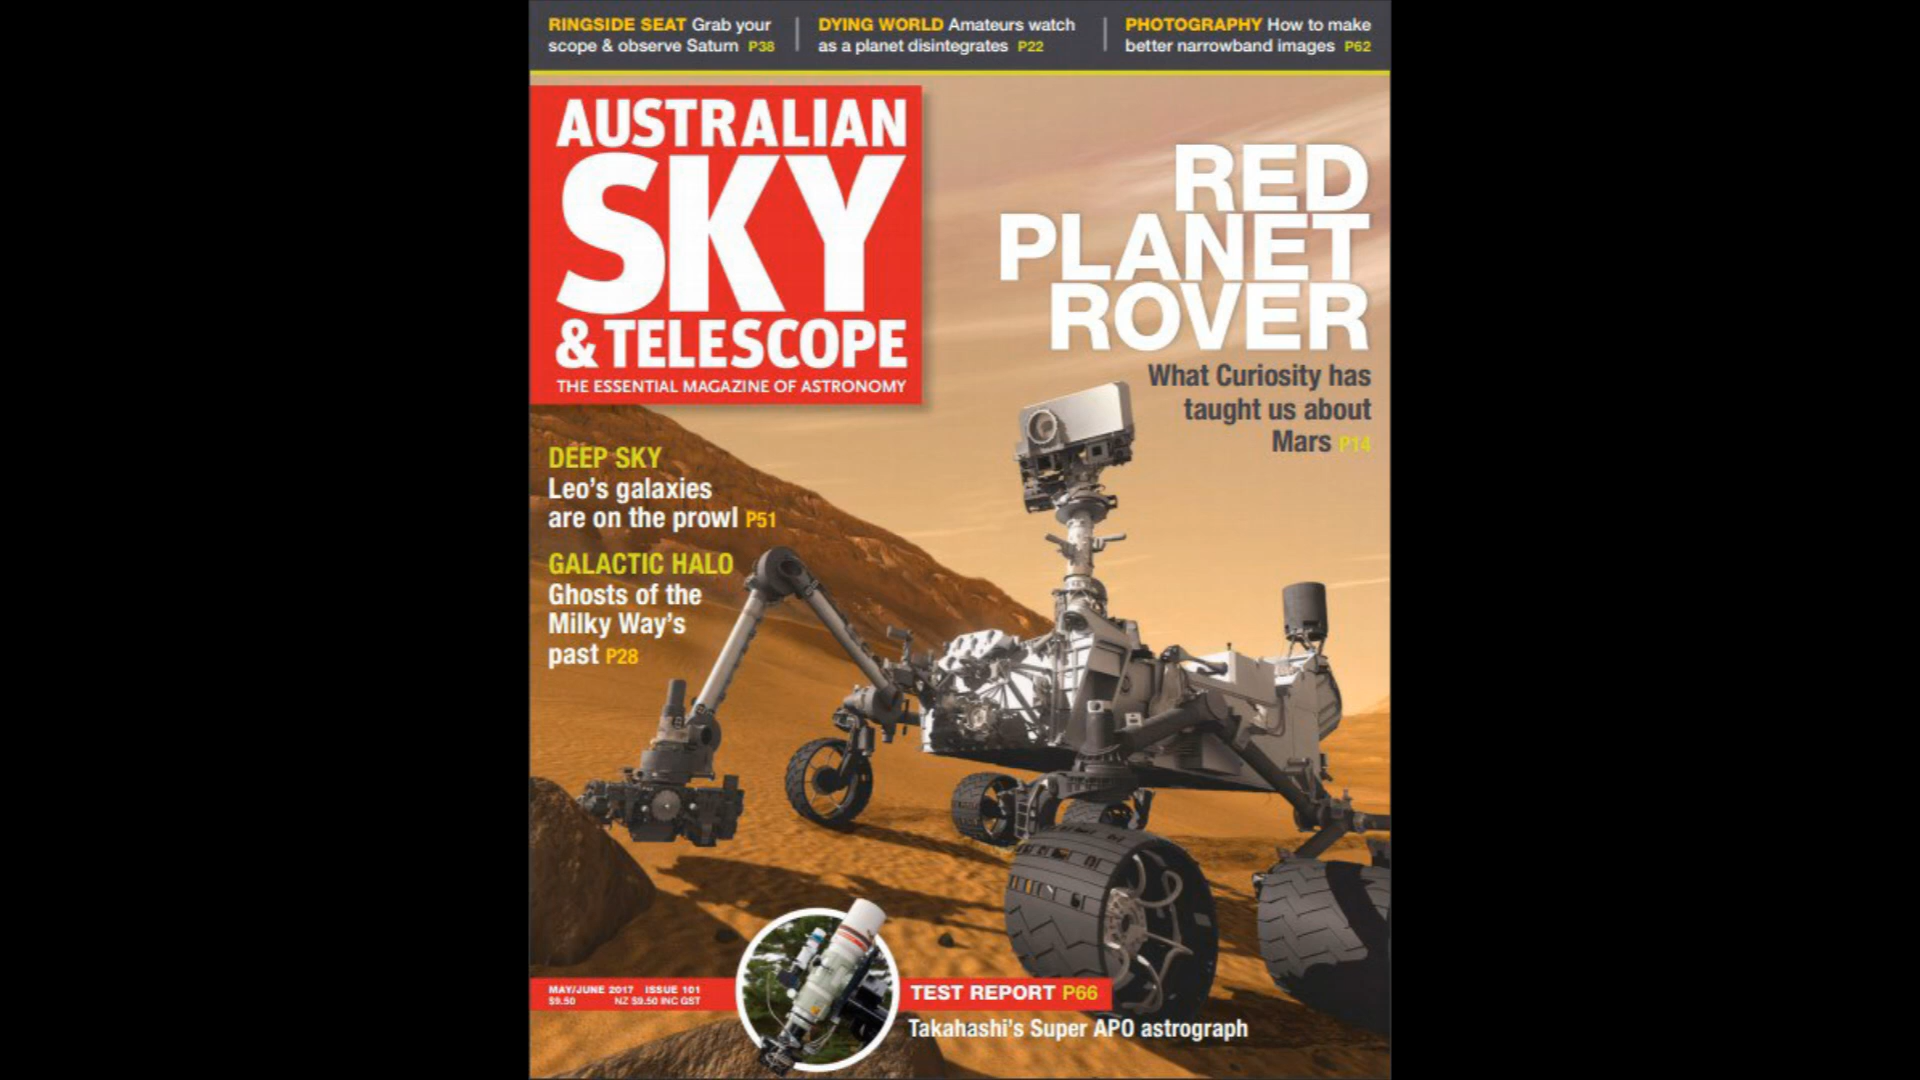 RINGSIDE SEAT Grab your
scope & observe Saturn P38
DYING WORLD Amateurs watch
as a planet disintegrates P22
PHOTOGRAPHY How to make
better narrowband images P62
AUSTRALIAN
SKY
& TELESCOPE
THE ESSENTIAL MAGAZINE OF ASTRONOMY
RED
PLANET
ROVER
What Curiosity has
taught us about
Mars P14
DEEP SKY
Leo's galaxies
are on the prowl P51
GALACTIC HALO
Ghosts of the
Milky Way's
past P28
MAY/JUNE 2017 ISSUE 101
$9.50 NZ $9.50 INC GST
TEST REPORT P66
Takahashi's Super APO astrograph